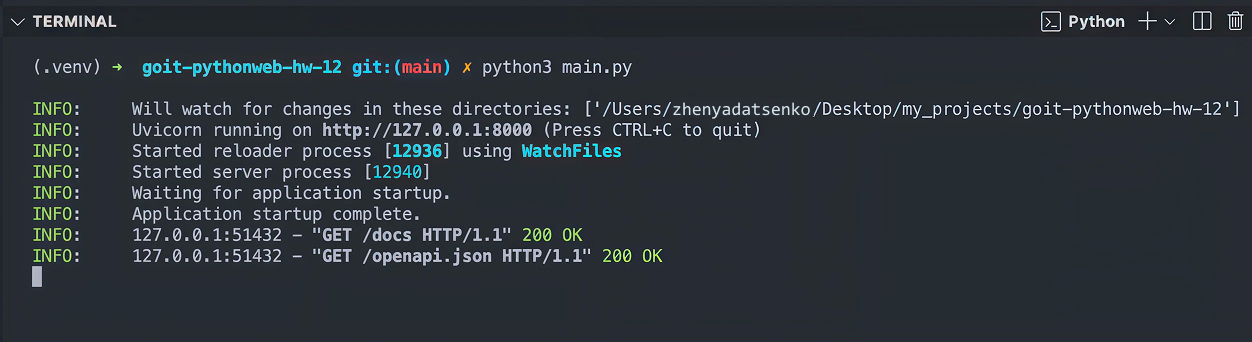 TERMINAL
Python
(.venv) → goit-pythonweb-hw-12 git:(main) ✗ python3 main.py
INFO: Will watch for changes in these directories: ['/Users/zhenyadatsenko/Desktop/my_projects/goit-pythonweb-hw-12']
INFO: Uvicorn running on http://127.0.0.1:8000 (Press CTRL+C to quit)
INFO: Started reloader process [12936] using WatchFiles
INFO: Started server process [12940]
INFO: Waiting for application startup.
INFO: Application startup complete.
INFO: 127.0.0.1:51432 - "GET /docs HTTP/1.1" 200 OK
INFO: 127.0.0.1:51432 - "GET /openapi.json HTTP/1.1" 200 OK